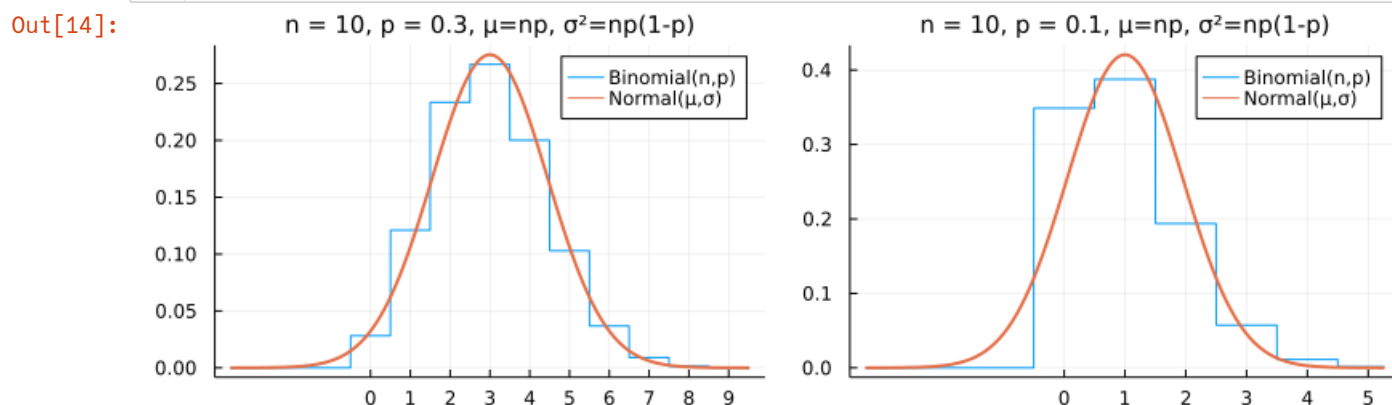 Out[14]:
n = 10, p = 0.3, μ=np, σ²=np(1-p)
0.25
0.20
0.15
0.10
0.05
0.00
Binomial(n,p)
Normal(μ,σ)
0 1 2 3 4 5 6 7 8 9
n = 10, p = 0.1, μ=np, σ²=np(1-p)
0.4
0.3
0.2
0.1
0.0
Binomial(n,p)
Normal(μ,σ)
0 1 2 3 4 5